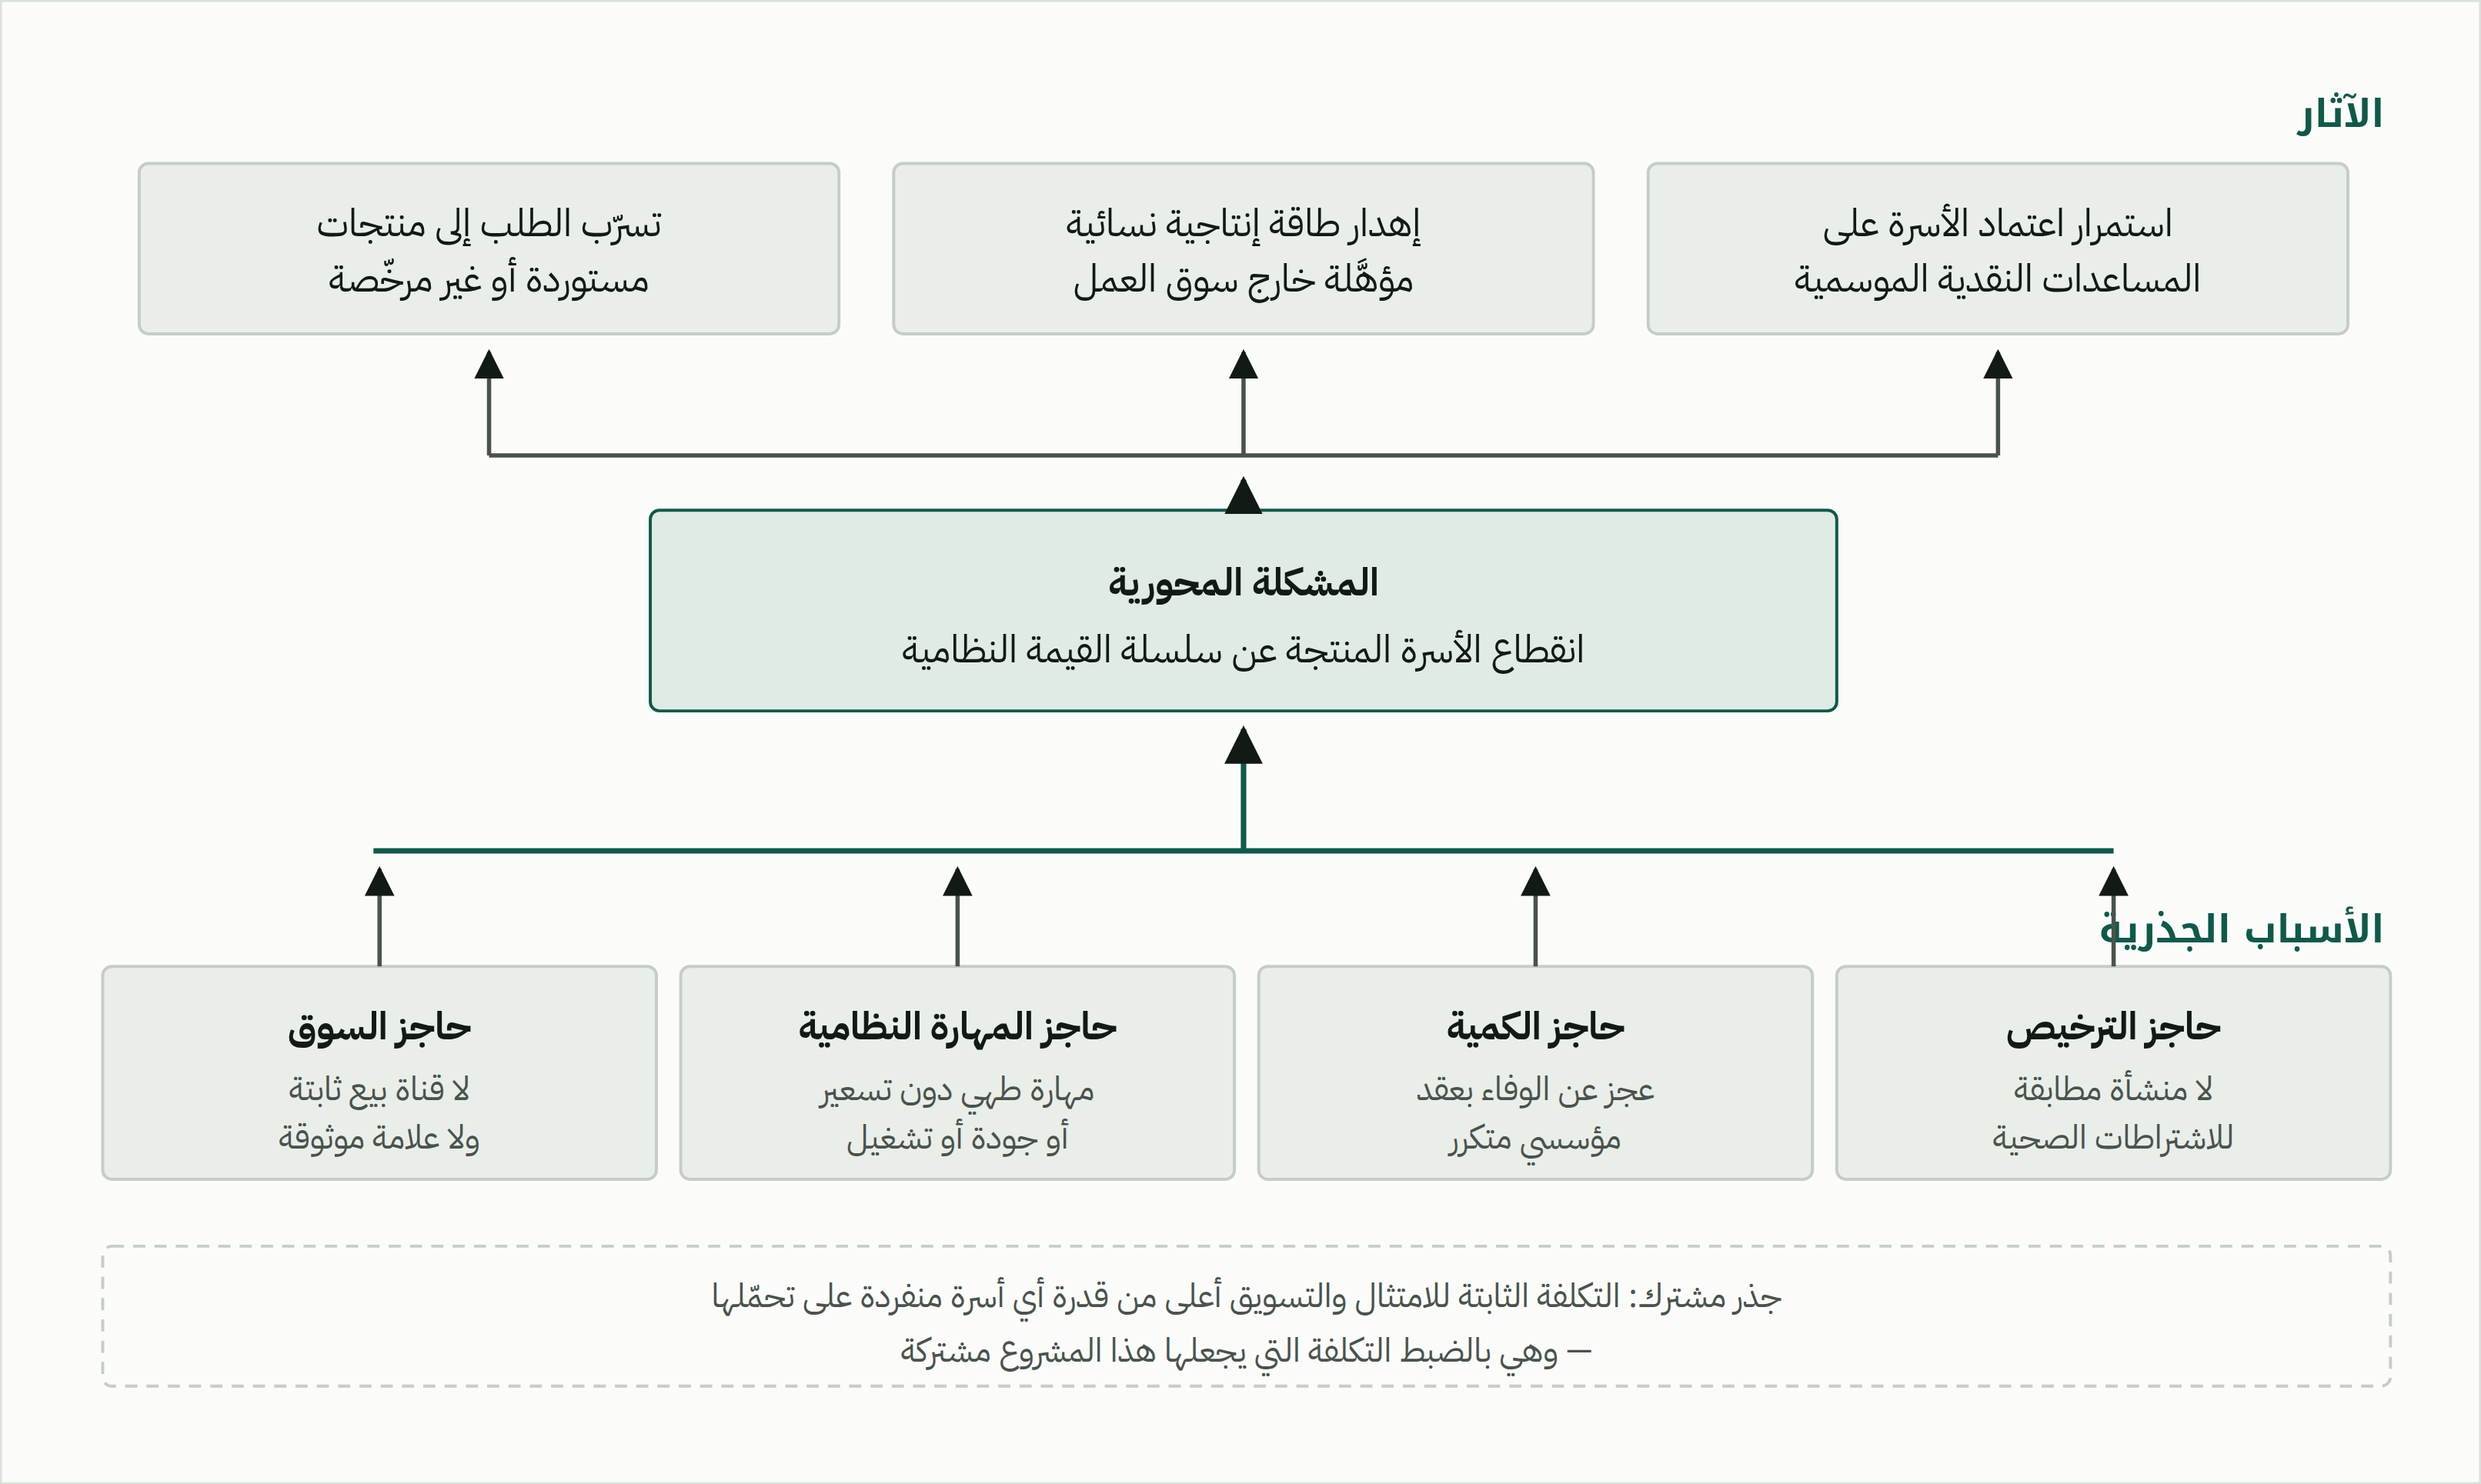 الآثار
استمرار اعتماد الأسرة على
المساعدات النقدية الموسمية
إهدار طاقة إنتاجية نسائية
مؤهَّلة خارج سوق العمل
تسرّب الطلب إلى منتجات
مستوردة أو غير مرخّصة
المشكلة المحورية
انقطاع الأسرة المنتجة عن سلسلة القيمة النظامية
الأسباب الجذرية
حاجز الترخيص
لا منشأة مطابقة
للاشتراطات الصحية
حاجز الكمية
عجز عن الوفاء بعقد
مؤسسي متكرر
حاجز المهارة النظامية
مهارة طهي دون تسعير
أو جودة أو تشغيل
حاجز السوق
لا قناة بيع ثابتة
ولا علامة موثوقة
جذر مشترك: التكلفة الثابتة للامتثال والتسويق أعلى من قدرة أي أسرة منفردة على تحمّلها
— وهي بالضبط التكلفة التي يجعلها هذا المشروع مشتركة